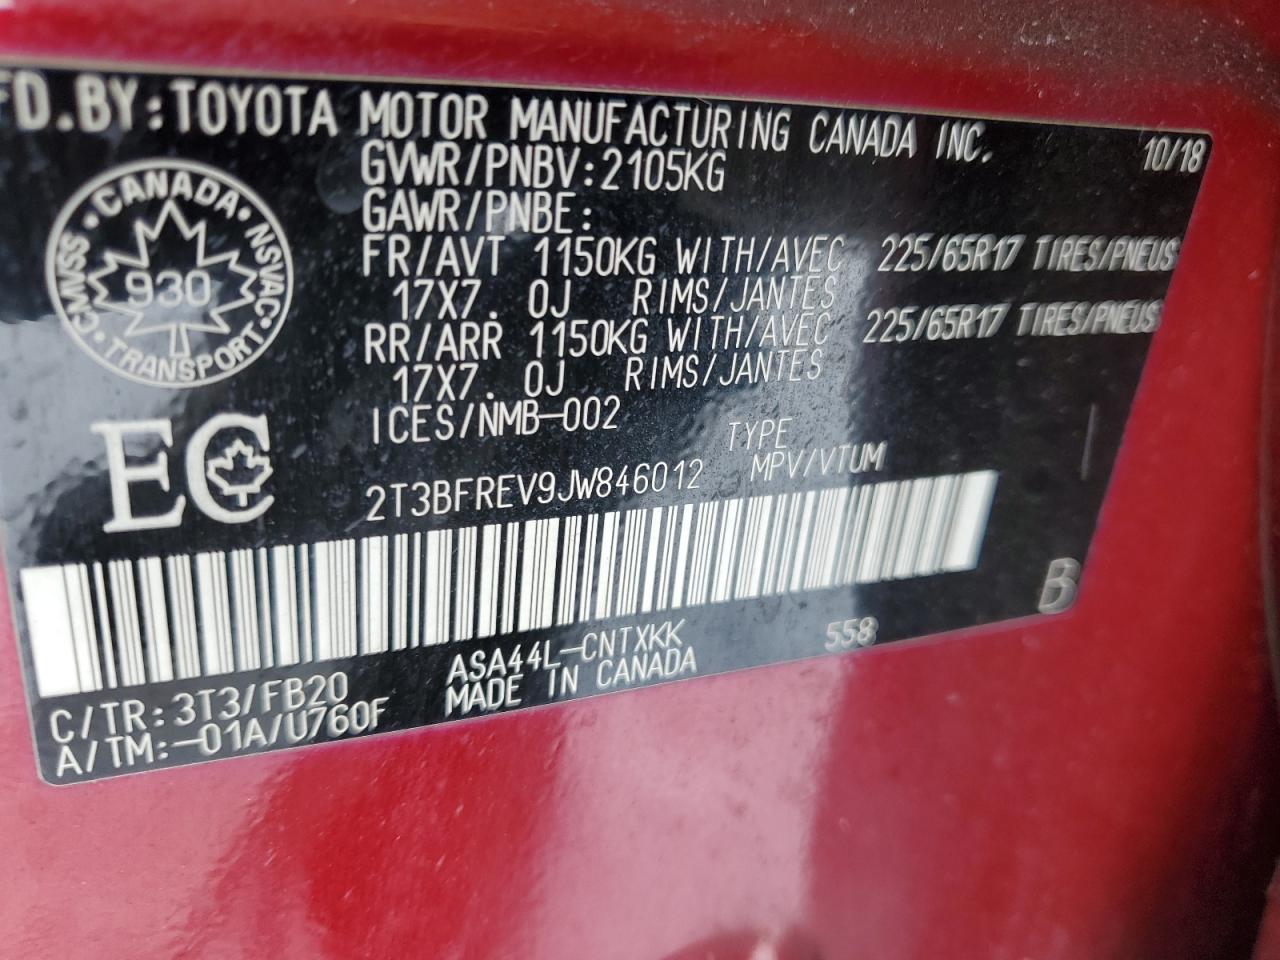 FD.BY:TOYOTA MOTOR MANUFACTURING CANADA INC. 10/18
GVWR/PNBV:2105KG
GAWR/PNBE:
FR/AVT 1150KG WITH/AVEC 225/65R17 TIRES/PNEUS
17X7. 0J RIMS/JANTES
RR/ARR 1150KG WITH/AVEC 225/65R17 TIRES/PNEUS
17X7. 0J RIMS/JANTES
ICES/NMB-002
TYPE
2T3BFREV9JW846012 MPV/VTUM
CANADA
CMVSS NSVAC
930
TRANSPORT
EC
B
C/TR:3T3/FB20 ASA44L-CNTXKK 558
A/TM:-01A/U760F MADE IN CANADA